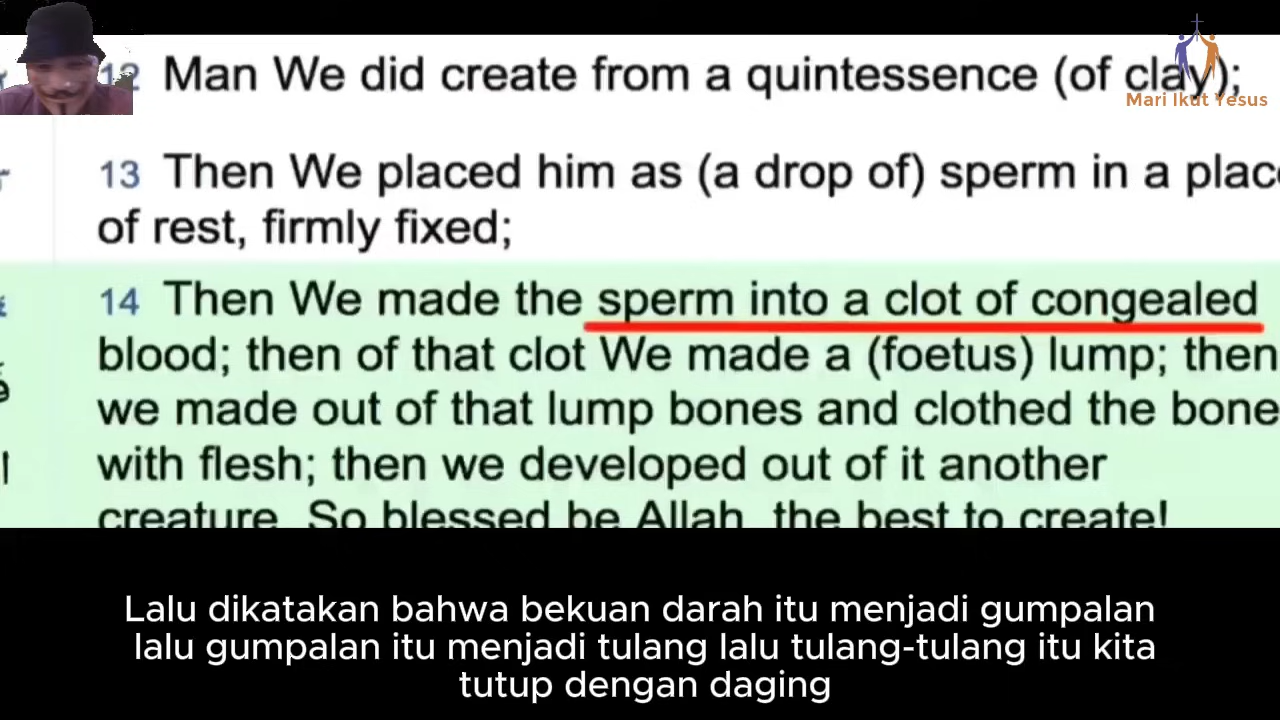 12 Man We did create from a quintessence (of clay);
Mari Ikut Yesus
13 Then We placed him as (a drop of) sperm in a
of rest, firmly fixed;
14 Then We made the sperm into a clot of congealed
blood; then of that clot We made a (foetus) lump; then
we made out of that lump bones and clothed the
with flesh; then we developed out of it another
creature. So blessed be Allah, the best to create!
Lalu dikatakan bahwa bekuan darah itu menjadi gumpalan
lalu gumpalan itu menjadi tulang lalu tulang-tulang itu kita
tutup dengan daging